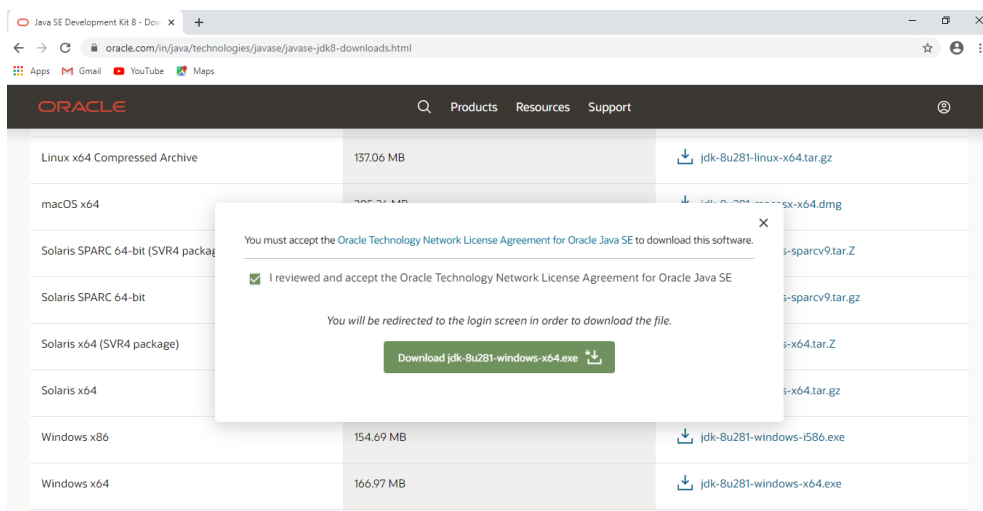 Java SE Development Kit 8 - Dow
oracle.com/in/java/technologies/javase/javase-jdk8-downloads.html
Apps Gmail YouTube Maps
ORACLE Products Resources Support
Linux x64 Compressed Archive 137.06 MB jdk-8u281-linux-x64.tar.gz
macOS x64 sx-x64.dmg
You must accept the Oracle Technology Network License Agreement for Oracle Java SE to download this software.
Solaris SPARC 64-bit (SVR4 packag s-sparcv9.tar.Z
I reviewed and accept the Oracle Technology Network License Agreement for Oracle Java SE
Solaris SPARC 64-bit s-sparcv9.tar.gz
You will be redirected to the login screen in order to download the file.
Solaris x64 (SVR4 package) s-x64.tar.Z
Download jdk-8u281-windows-x64.exe
Solaris x64 s-x64.tar.gz
Windows x86 154.69 MB jdk-8u281-windows-i586.exe
Windows x64 166.97 MB jdk-8u281-windows-x64.exe